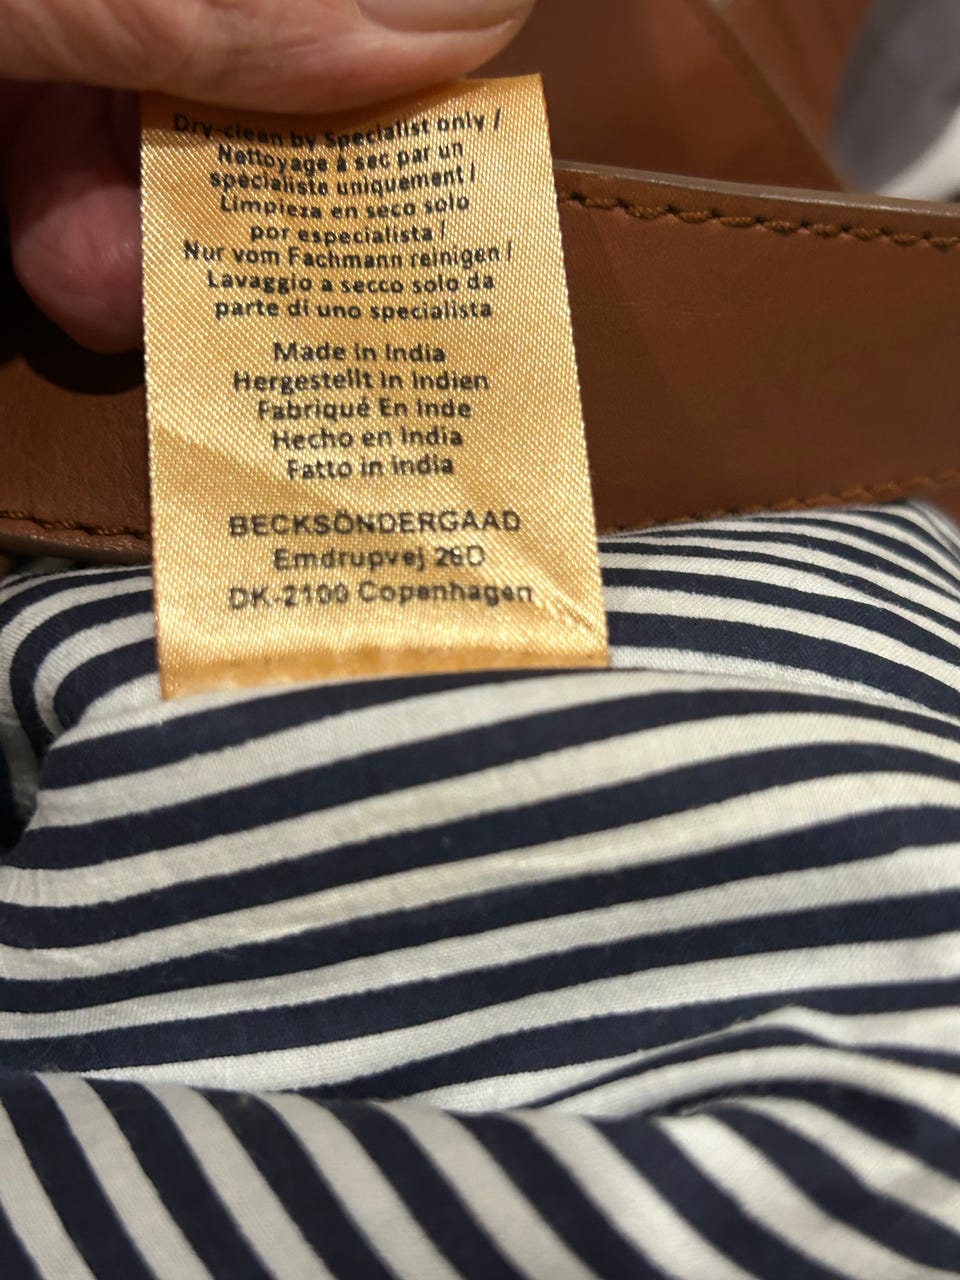 Dry-clean by Specialist only /
Nettoyage à sec par un
spécialiste uniquement /
Limpieza en seco solo
por especialista /
Nur vom Fachmann reinigen /
Lavaggio a secco solo da
parte di uno specialista
Made in India
Hergestellt In Indien
Fabriqué En Inde
Hecho en India
Fatto in india
BECKSÖNDERGAAD
Emdrupvej 26D
DK-2100 Copenhagen